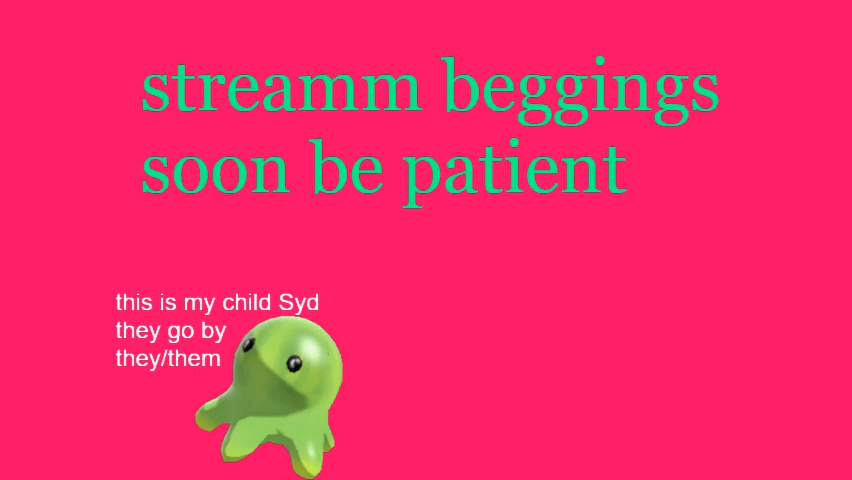 streamm beggings
soon be patient
this is my child Syd
they go by
they/them